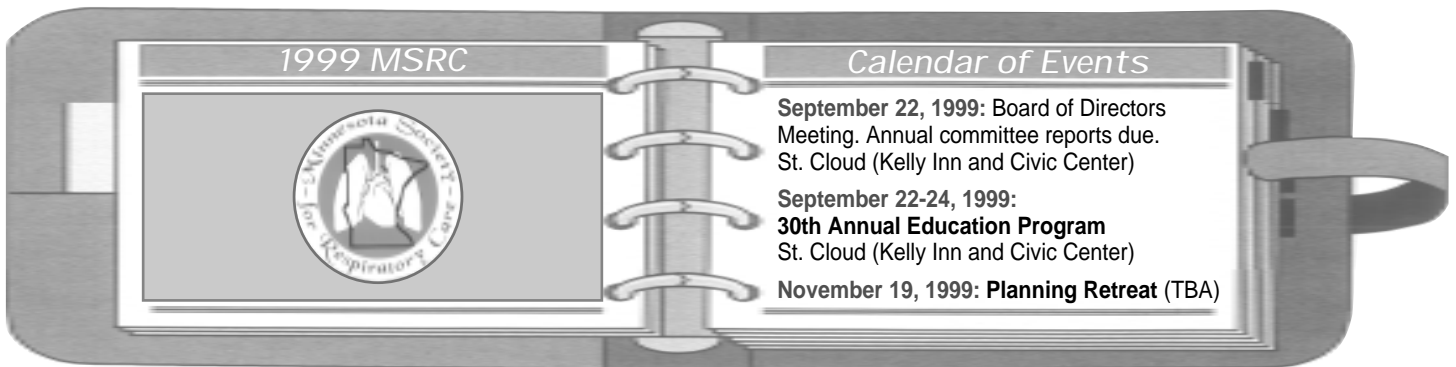 1999 MSRC
Minnesota Society
for Respiratory Care
Calendar of Events
September 22, 1999: Board of Directors
Meeting. Annual committee reports due.
St. Cloud (Kelly Inn and Civic Center)
September 22-24, 1999:
30th Annual Education Program
St. Cloud (Kelly Inn and Civic Center)
November 19, 1999: Planning Retreat (TBA)